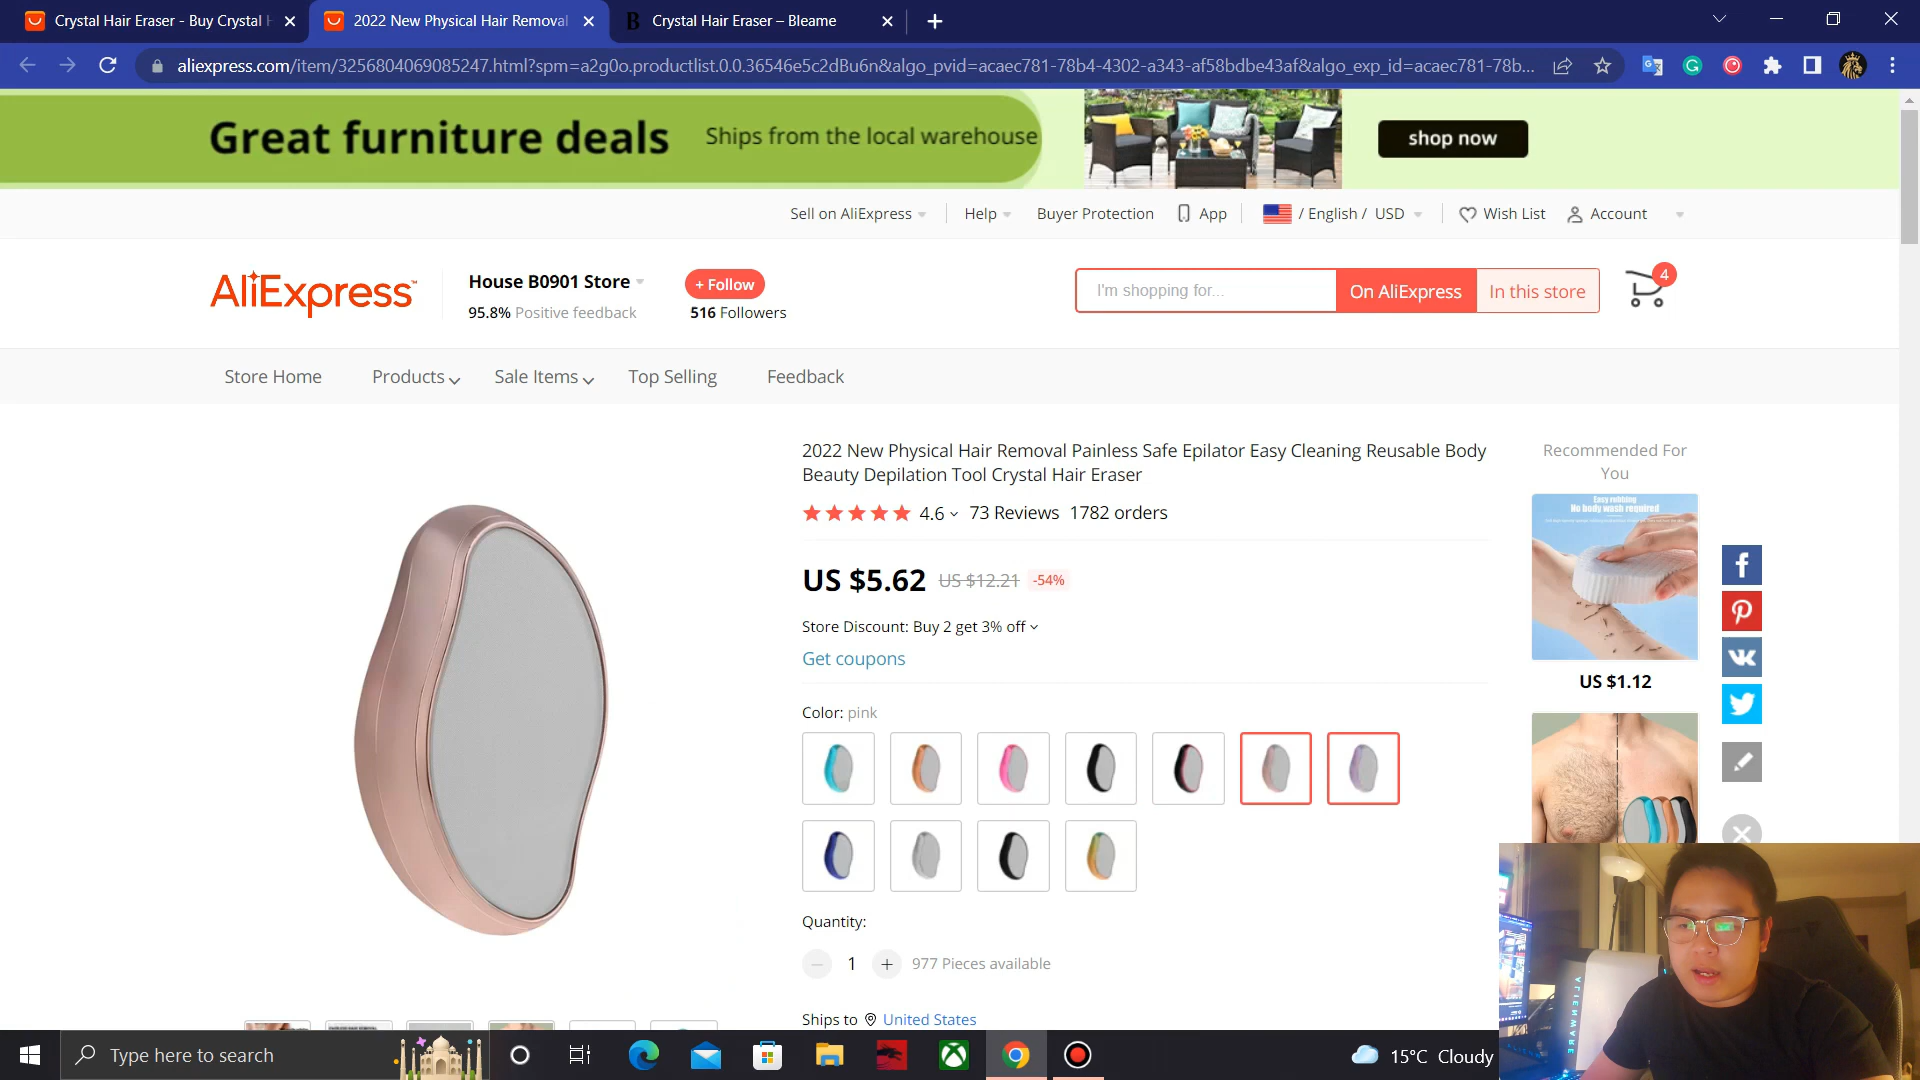 Crystal Hair Eraser - Buy Crystal H
2022 New Physical Hair Removal
B Crystal Hair Eraser – Bleame
aliexpress.com/item/3256804069085247.html?spm=a2g0o.productlist.0.0.36546e5c2dBu6n&algo_pvid=acaec781-78b4-4302-a343-af58bdbe43af&algo_exp_id=acaec781-78b...
Great furniture deals Ships from the local warehouse shop now
Sell on AliExpress Help Buyer Protection App / English / USD Wish List Account
AliExpress
House B0901 Store
95.8% Positive feedback
+ Follow
516 Followers
I'm shopping for...
On AliExpress
In this store
4
Store Home Products Sale Items Top Selling Feedback
2022 New Physical Hair Removal Painless Safe Epilator Easy Cleaning Reusable Body
Beauty Depilation Tool Crystal Hair Eraser
4.6 73 Reviews 1782 orders
US $5.62 US $12.21 -54%
Store Discount: Buy 2 get 3% off
Get coupons
Color: pink
Quantity:
1 977 Pieces available
Ships to United States
Recommended For
You
Easy rubbing
No body wash required
US $1.12
ALIENWARE
Type here to search
15°C Cloudy